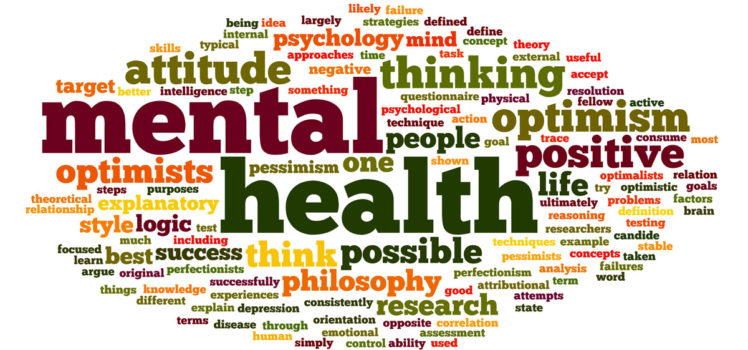 likely failure
being idea largely strategies defined
internal psychology mind define
skills typical concept theory
attitude approaches time task external useful
negative thinking accept
target better intelligence step something questionnaire physical resolution
mental psychological action optimism fellow active
technique people goal trace consume most
optimists pessimism one shown positive
steps purposes health life optimalists relation
theoretical explanatory try optimistic goals
relationship ultimately problems factors
style logic test reasoning definition brain
much including possible researchers testing
focused best success think techniques example candide
learn pessimists concepts taken stable
argue original perfectionists philosophy perfectionism analysis failures
successfully good attributional term word
things knowledge experiences consistently research attempts
different explain depression state
terms disease through orientation opposite correlation
human emotional assessment
simply control ability used